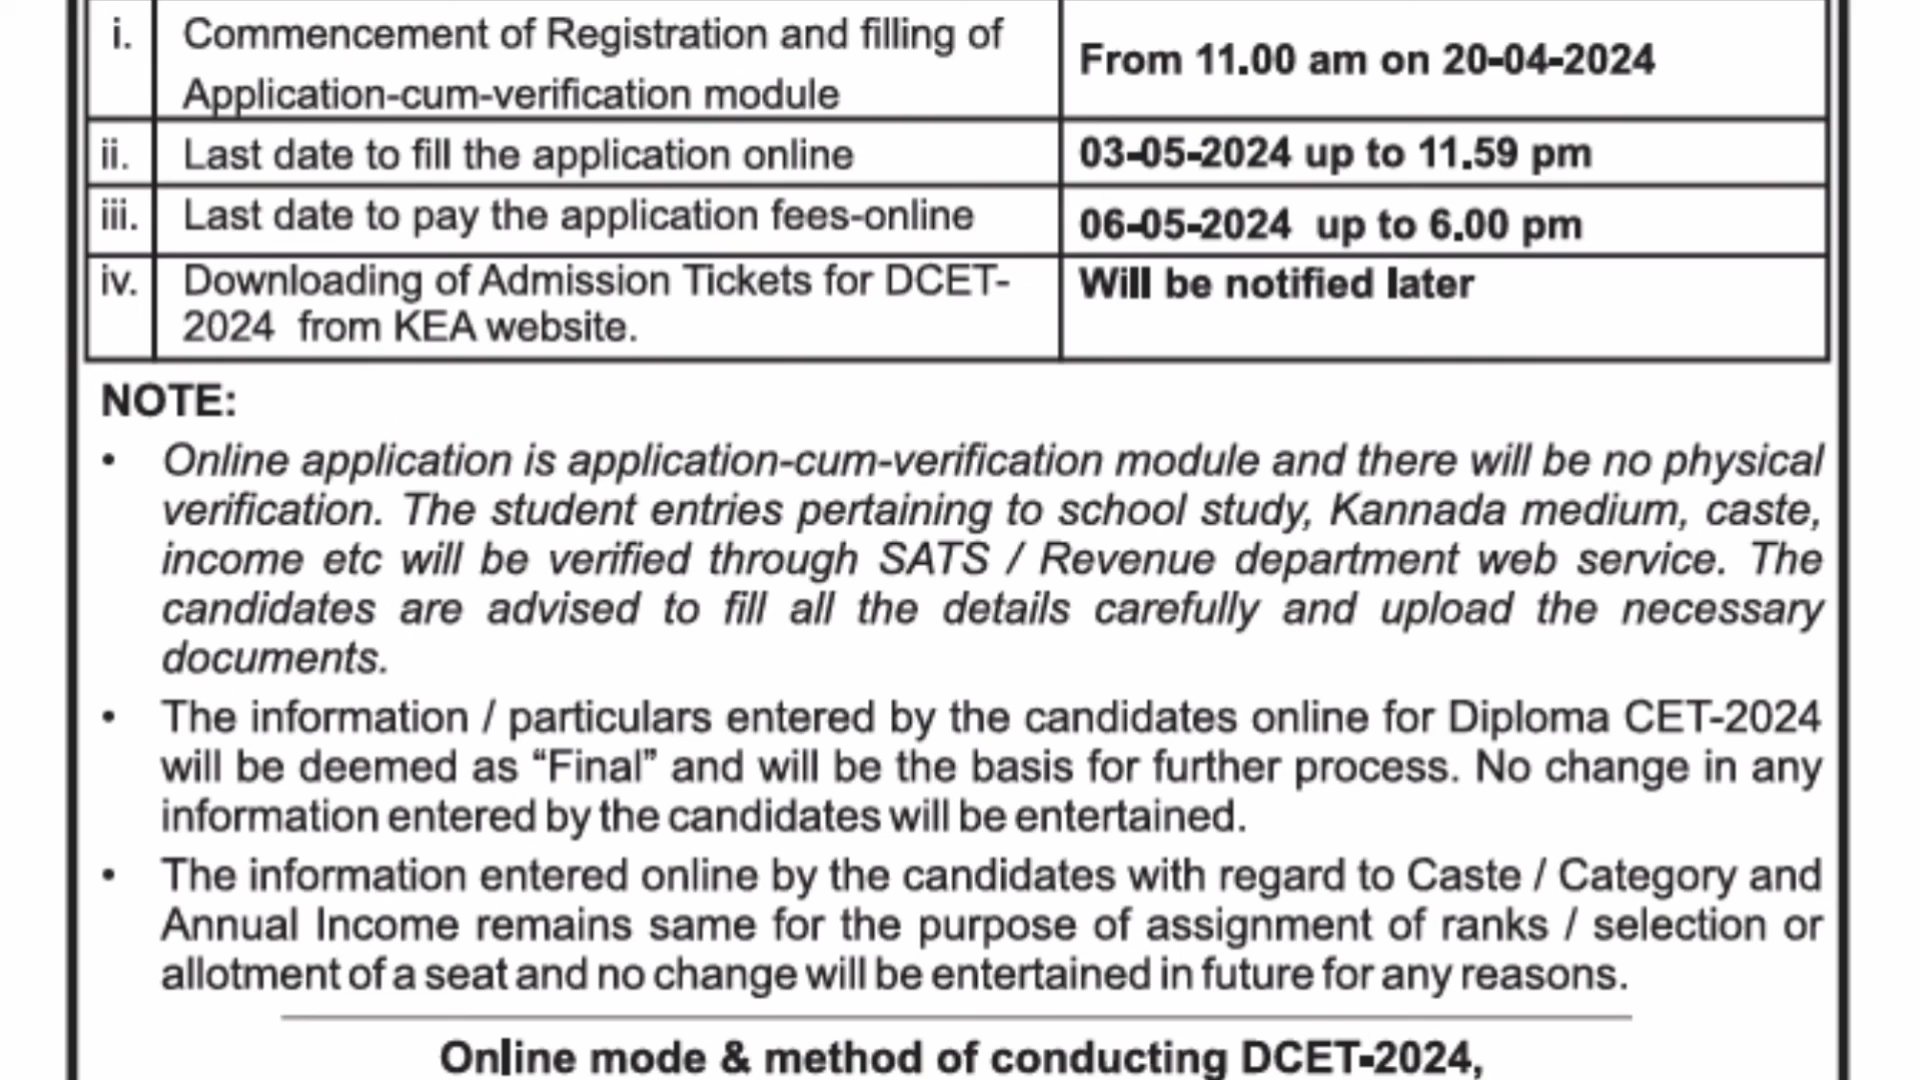 i. Commencement of Registration and filling of
Application-cum-verification module
From 11.00 am on 20-04-2024
ii. Last date to fill the application online
03-05-2024 up to 11.59 pm
iii. Last date to pay the application fees-online
06-05-2024 up to 6.00 pm
iv. Downloading of Admission Tickets for DCET-
2024 from KEA website.
Will be notified later
NOTE:
• Online application is application-cum-verification module and there will be no physical
verification. The student entries pertaining to school study, Kannada medium, caste,
income etc will be verified through SATS / Revenue department web service. The
candidates are advised to fill all the details carefully and upload the necessary
documents.
• The information / particulars entered by the candidates online for Diploma CET-2024
will be deemed as “Final” and will be the basis for further process. No change in any
information entered by the candidates will be entertained.
• The information entered online by the candidates with regard to Caste / Category and
Annual Income remains same for the purpose of assignment of ranks / selection or
allotment of a seat and no change will be entertained in future for any reasons.
Online mode & method of conducting DCET-2024,